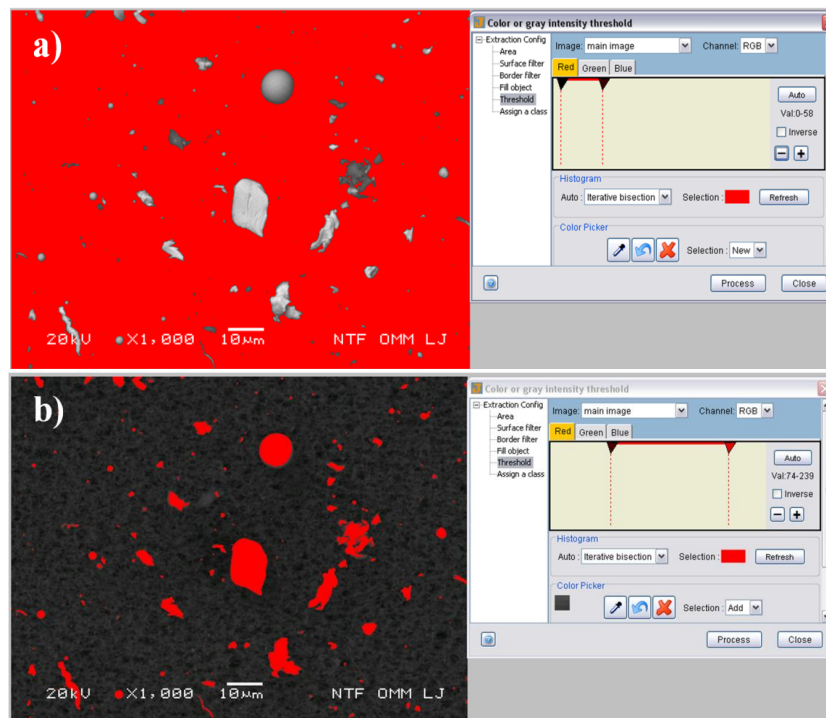 a)
20kV X1,000 10μm NTF OMM LJ
Color or gray intensity threshold
Extraction Config
Area
Surface filter
Border filter
Fill object
Threshold
Assign a class
Image: main image Channel: RGB
Red Green Blue
Auto
Val:0-58
Inverse
Histogram
Auto : Iterative bisection Selection : Refresh
Color Picker
Selection : New
Process Close
b)
20kV X1,000 10μm NTF OMM LJ
Color or gray intensity threshold
Extraction Config
Area
Surface filter
Border filter
Fill object
Threshold
Assign a class
Image: main image Channel: RGB
Red Green Blue
Auto
Val:74-239
Inverse
Histogram
Auto : Iterative bisection Selection : Refresh
Color Picker
Selection : Add
Process Close